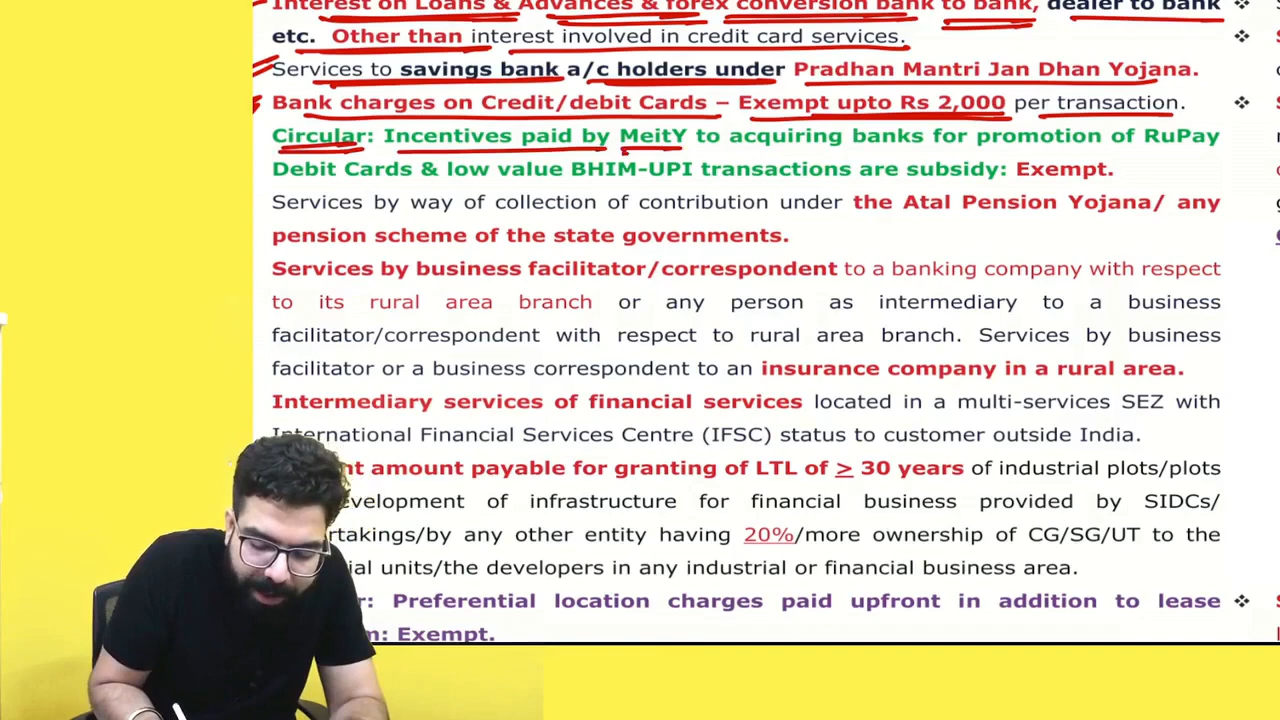 Interest on Loans & Advances & forex conversion bank to bank, dealer to bank
etc. Other than interest involved in credit card services.
Services to savings bank a/c holders under Pradhan Mantri Jan Dhan Yojana.
Bank charges on Credit/debit Cards – Exempt upto Rs 2,000 per transaction.
Circular: Incentives paid by MeitY to acquiring banks for promotion of RuPay
Debit Cards & low value BHIM-UPI transactions are subsidy: Exempt.
Services by way of collection of contribution under the Atal Pension Yojana/ any
pension scheme of the state governments.
Services by business facilitator/correspondent to a banking company with respect
to its rural area branch or any person as intermediary to a business
facilitator/correspondent with respect to rural area branch. Services by business
facilitator or a business correspondent to an insurance company in a rural area.
Intermediary services of financial services located in a multi-services SEZ with
International Financial Services Centre (IFSC) status to customer outside India.
amount payable for granting of LTL of ≥ 30 years of industrial plots/plots
of infrastructure for financial business provided by SIDCs/
by any other entity having 20%/more ownership of CG/SG/UT to the
units/the developers in any industrial or financial business area.
Preferential location charges paid upfront in addition to lease
Exempt.